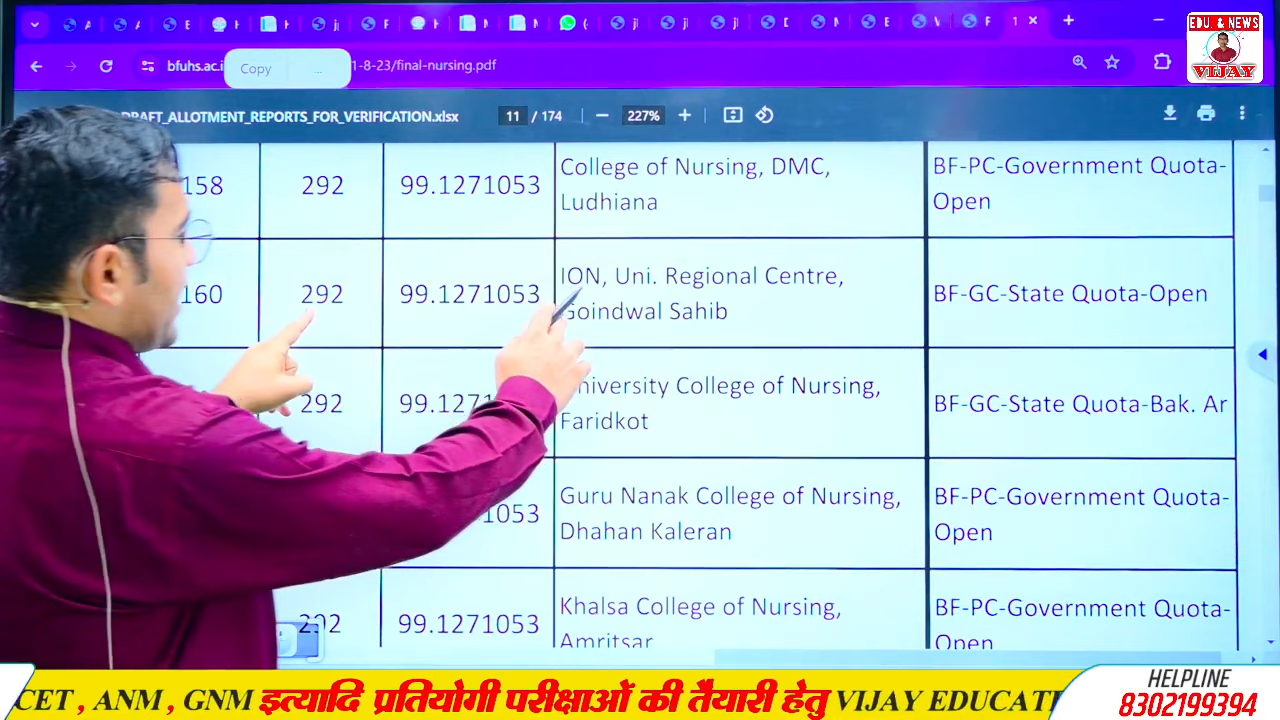 EDU. & NEWS
VIJAY
bfuhs.ac.i
Copy
...
1-8-23/final-nursing.pdf
DRAFT_ALLOTMENT_REPORTS_FOR_VERIFICATION.xlsx
11 / 174
227%
158 292 99.1271053 College of Nursing, DMC, Ludhiana BF-PC-Government Quota-Open
160 292 99.1271053 ION, Uni. Regional Centre, Goindwal Sahib BF-GC-State Quota-Open
292 99.127 University College of Nursing, Faridkot BF-GC-State Quota-Bak. Ar
1053 Guru Nanak College of Nursing, Dhahan Kaleran BF-PC-Government Quota-Open
292 99.1271053 Khalsa College of Nursing, Amritsar BF-PC-Government Quota-Open
CET , ANM , GNM इत्यादि प्रतियोगी परीक्षाओं की तैयारी हेतु VIJAY EDUCATI
HELPLINE
8302199394